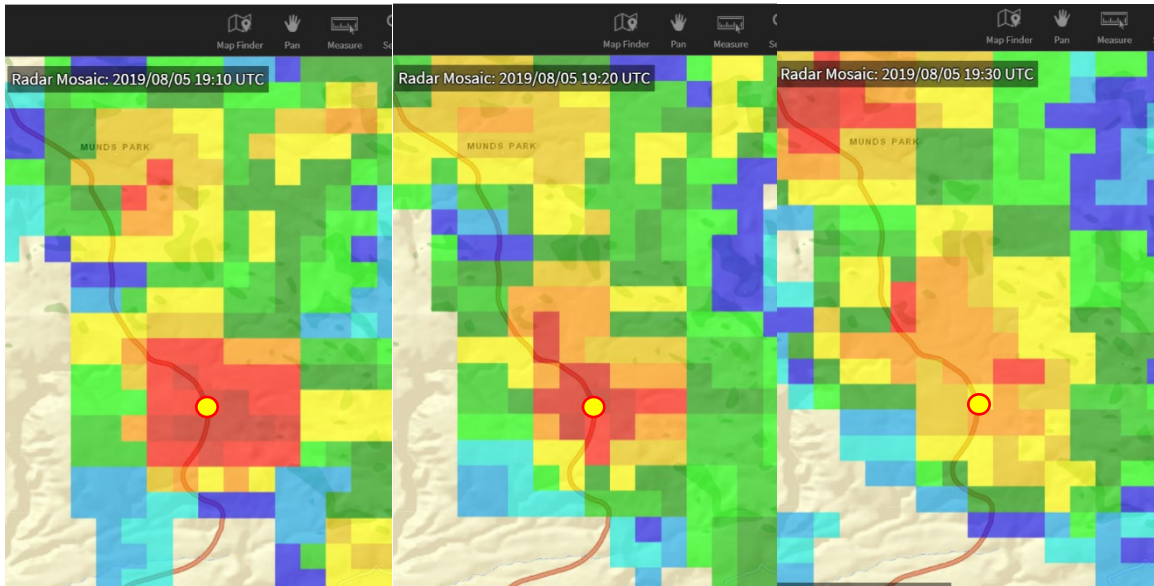 Map Finder Pan Measure Se
Radar Mosaic: 2019/08/05 19:10 UTC
MUNDS PARK
Map Finder Pan Measure Se
Radar Mosaic: 2019/08/05 19:20 UTC
MUNDS PARK
Map Finder Pan Measure
Radar Mosaic: 2019/08/05 19:30 UTC
MUNDS PARK